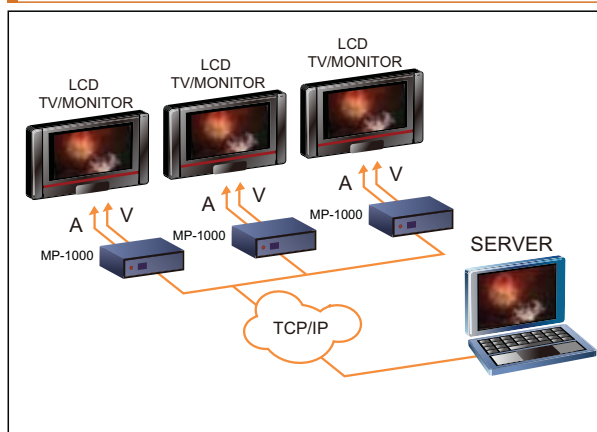 LCD
TV/MONITOR
LCD
TV/MONITOR
LCD
TV/MONITOR
A V
MP-1000
A V
MP-1000
A V
MP-1000
SERVER
TCP/IP